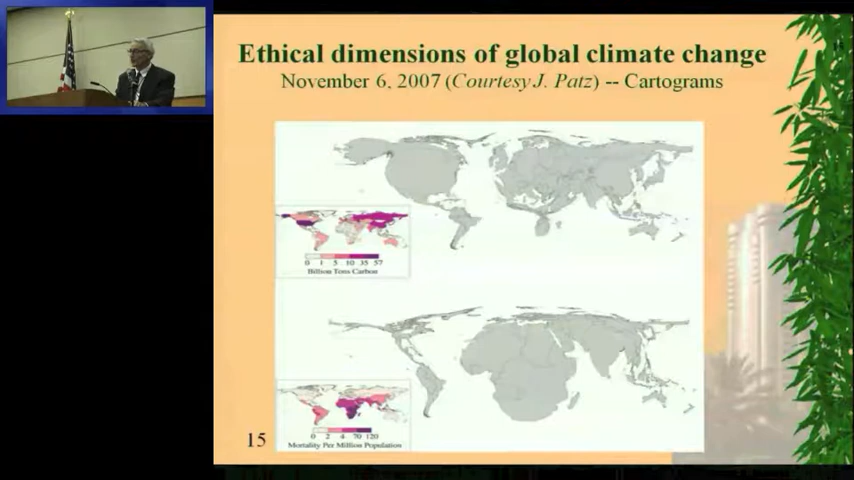 Ethical dimensions of global climate change
November 6, 2007 (Courtesy J. Patz) -- Cartograms
0 1 5 10 35 57
Billion Tons Carbon
0 2 4 70 120
Mortality Per Million Population
15